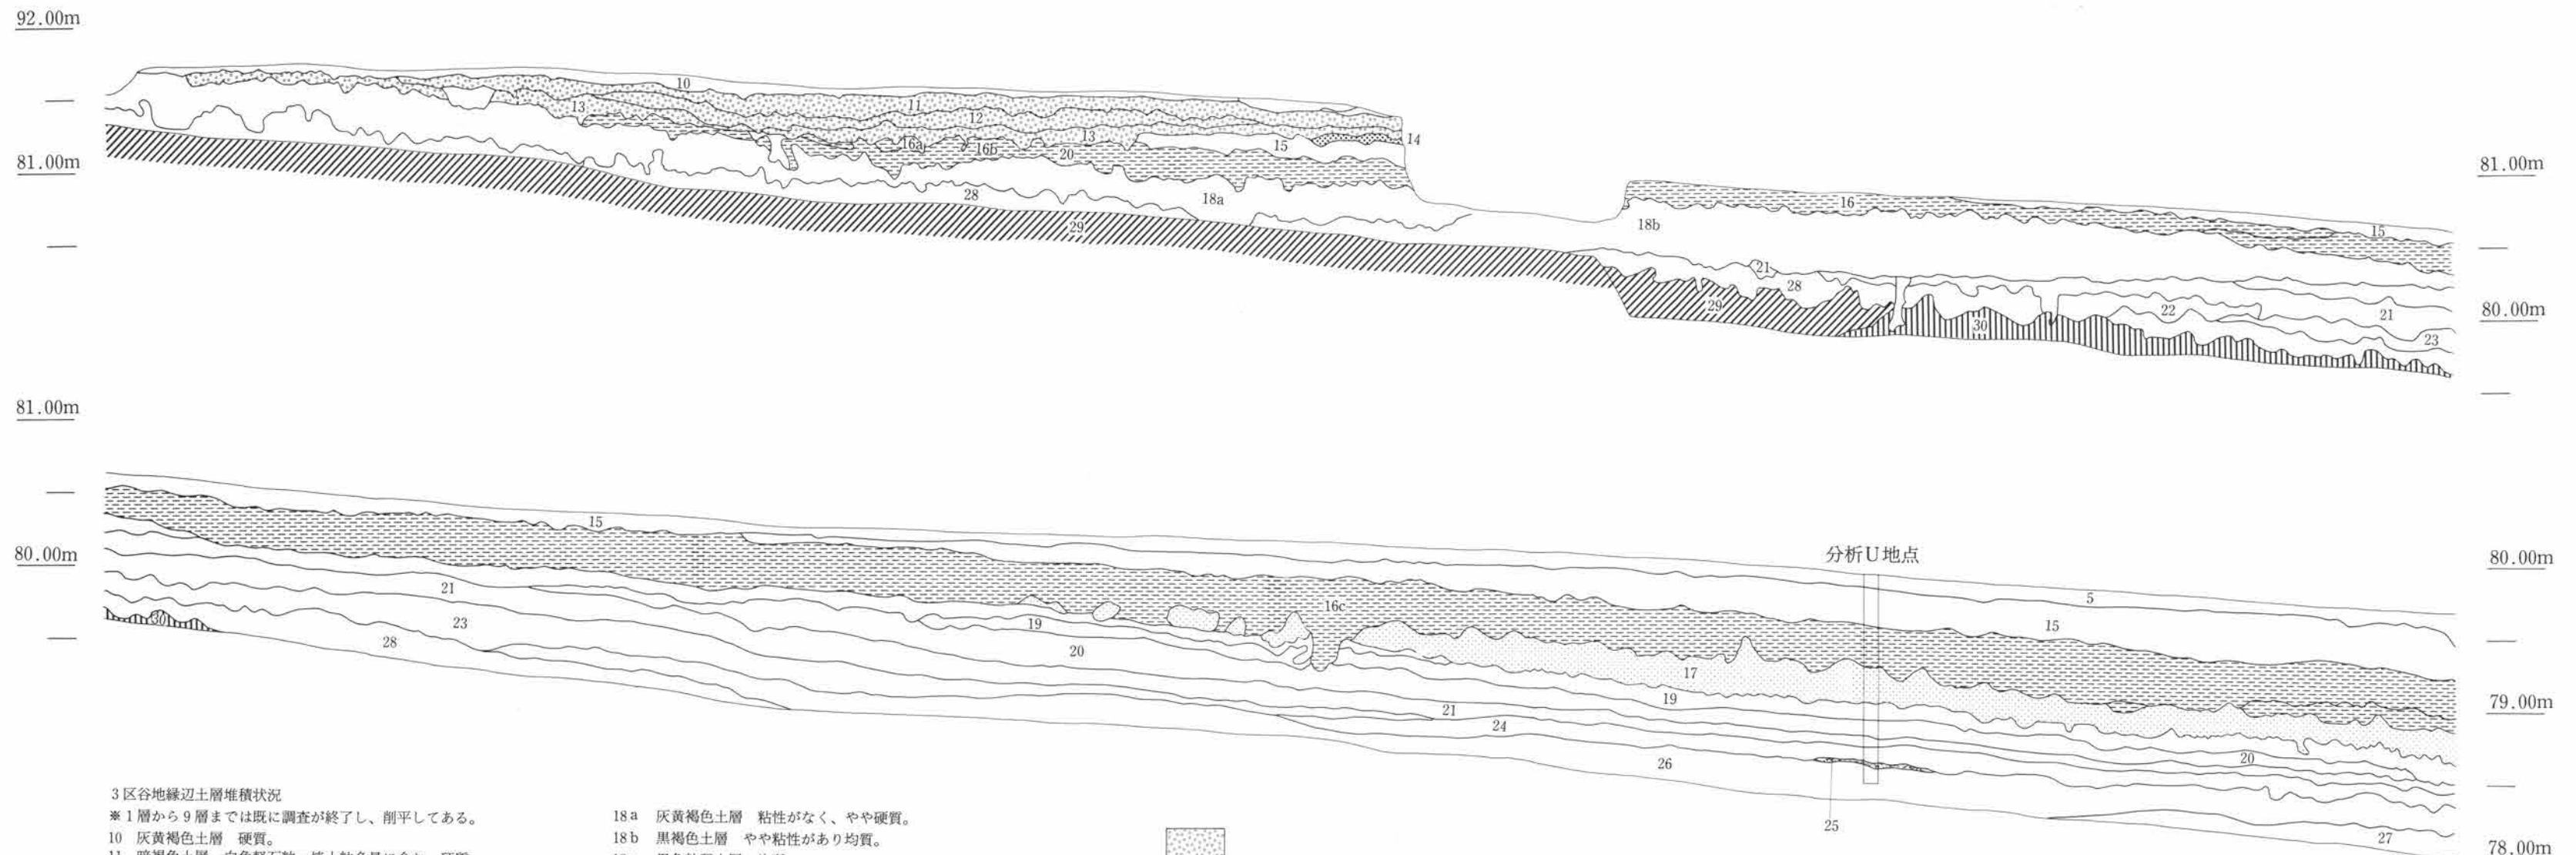 92.00m
10
11
13
12
13
14
15
16a
16b
20
81.00m
81.00m
28
18a
16
29
18b
15
21
28
29
22
21
80.00m
30
23
81.00m
15
分析U地点
80.00m
80.00m
21
5
16c
30
23
19
15
28
20
17
19
79.00m
21
24
20
26
25
27
78.00m
3区谷地縁辺土層堆積状況
※1層から9層までは既に調査が終了し、削平してある。
10 灰黄褐色土層 硬質。
18a 灰黄褐色土層 粘性がなく、やや硬質。
18b 黒褐色土層 やや粘性があり均質。